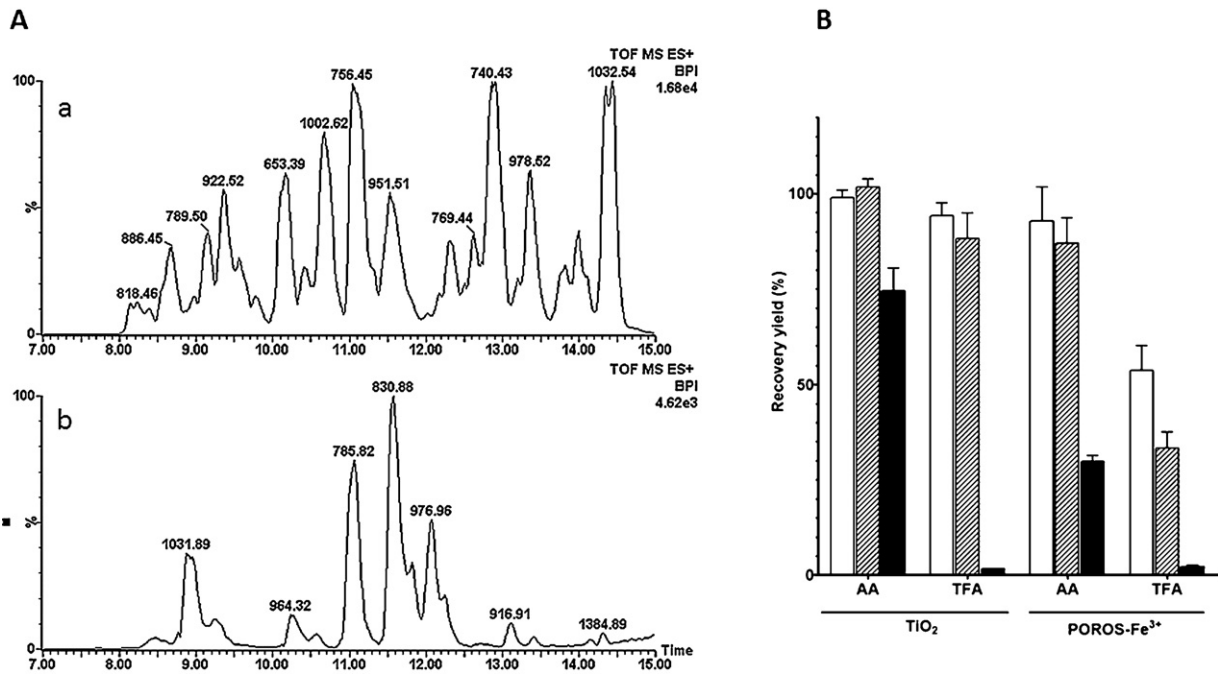 A
a
TOF MS ES+
BPI
1.68e4
100
%
0
818.46
886.45
789.50
922.52
653.39
1002.62
756.45
951.51
769.44
740.43
978.52
1032.54
7.00 8.00 9.00 10.00 11.00 12.00 13.00 14.00 15.00
b
TOF MS ES+
BPI
4.62e3
100
%
0
1031.89
964.32
785.82
830.88
976.96
916.91
1384.89
Time
7.00 8.00 9.00 10.00 11.00 12.00 13.00 14.00 15.00
B
Recovery yield (%)
100
50
0
AA TFA AA TFA
TiO₂ POROS-Fe³⁺